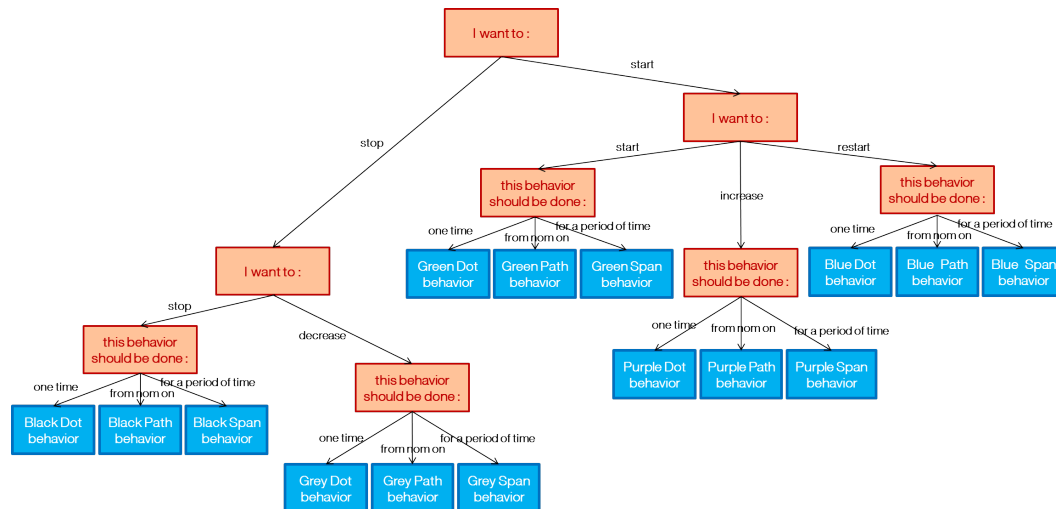 I want to :
start
I want to :
stop
start
restart
this behavior
should be done :
increase
this behavior
should be done :
one time
from nom on
for a period of time
one time
from nom on
for a period of time
Green Dot
behavior
Green Path
behavior
Green Span
behavior
I want to :
this behavior
should be done :
Blue Dot
behavior
Blue Path
behavior
Blue Span
behavior
stop
decrease
one time
from nom on
for a period of time
this behavior
should be done :
Purple Dot
behavior
Purple Path
behavior
Purple Span
behavior
this behavior
should be done :
one time
from nom on
for a period of time
Black Dot
behavior
Black Path
behavior
Black Span
behavior
one time
from nom on
for a period of time
Grey Dot
behavior
Grey Path
behavior
Grey Span
behavior